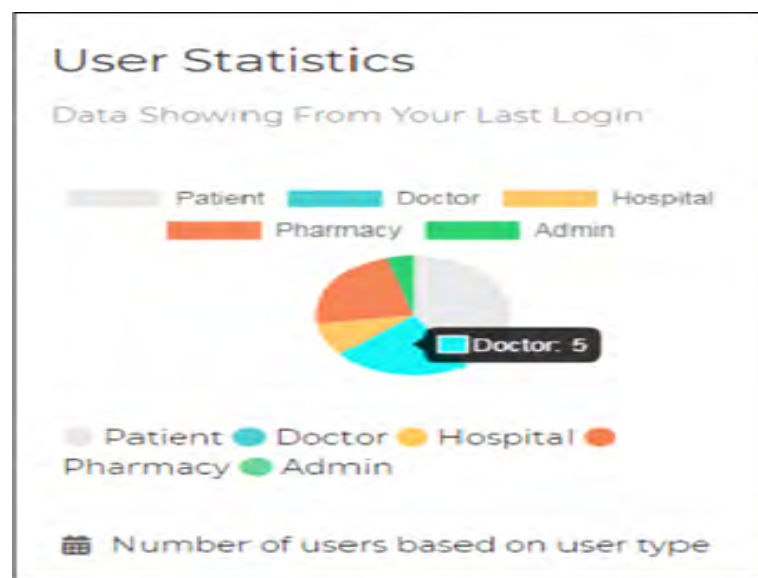 User Statistics
Data Showing From Your Last Login
Patient Doctor Hospital
Pharmacy Admin
Doctor: 5
Patient Doctor Hospital
Pharmacy Admin
Number of users based on user type